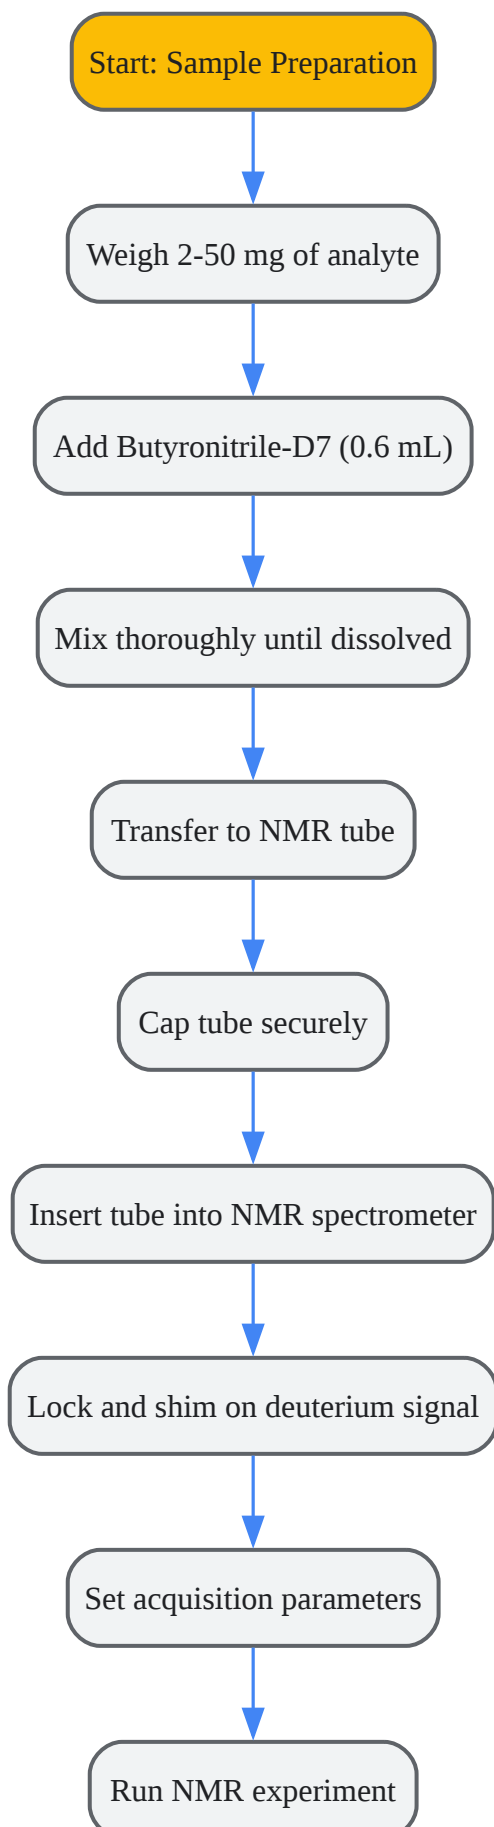 Start: Sample Preparation
Weigh 2-50 mg of analyte
Add Butyronitrile-D7 (0.6 mL)
Mix thoroughly until dissolved
Transfer to NMR tube
Cap tube securely
Insert tube into NMR spectrometer
Lock and shim on deuterium signal
Set acquisition parameters
Run NMR experiment